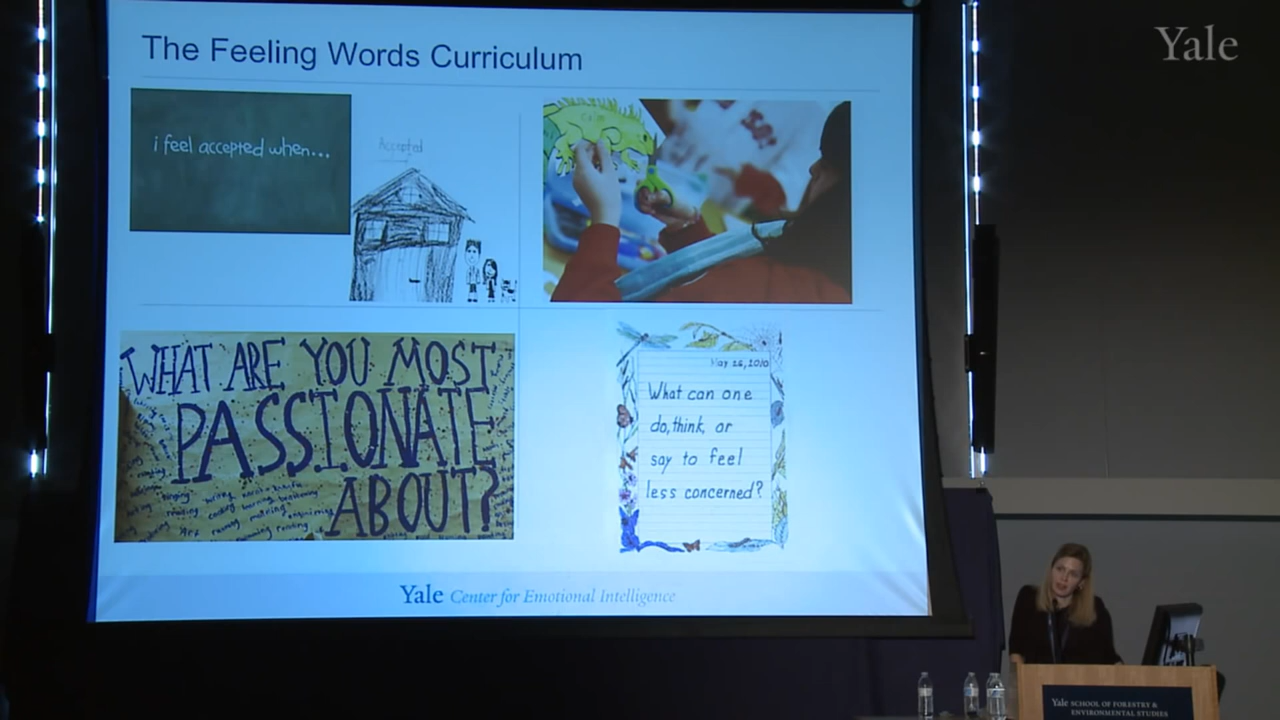 Yale
The Feeling Words Curriculum
i feel accepted when...
Accepted
Calm
WHAT ARE YOU MOST
PASSIONATE
ABOUT?
May 26, 2010
What can one
do, think, or
say to feel
less concerned?
Yale Center for Emotional Intelligence
Yale SCHOOL OF FORESTRY &
ENVIRONMENTAL STUDIES